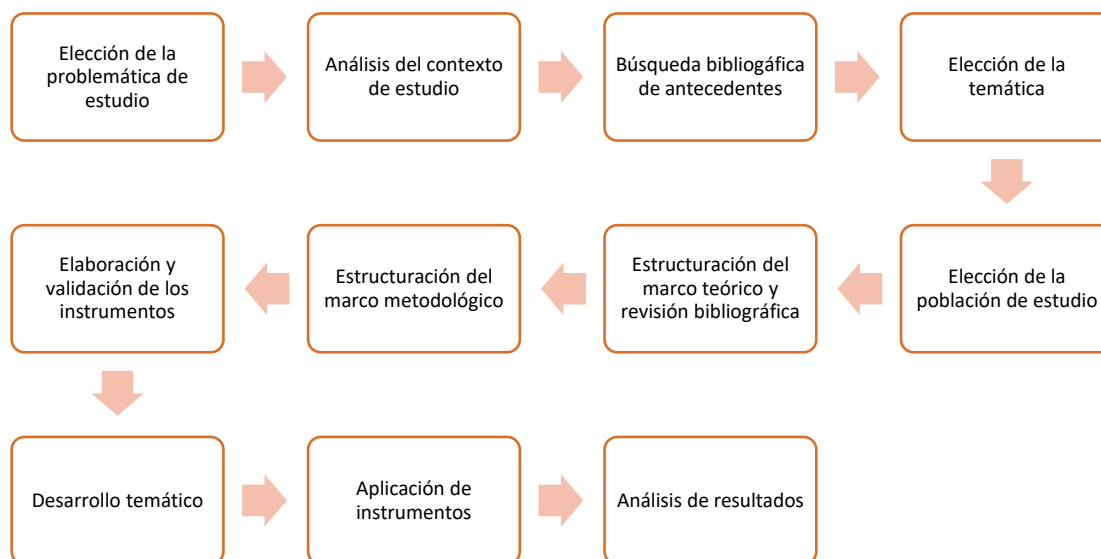 Elección de la
problemática de
estudio
Análisis del contexto
de estudio
Búsqueda bibliogáfica
de antecedentes
Elección de la
temática
Elección de la
población de estudio
Estructuración del
marco teórico y
revisión bibliográfica
Estructuración del
marco metodológico
Elaboración y
validación de los
instrumentos
Desarrollo temático
Aplicación de
instrumentos
Análisis de resultados